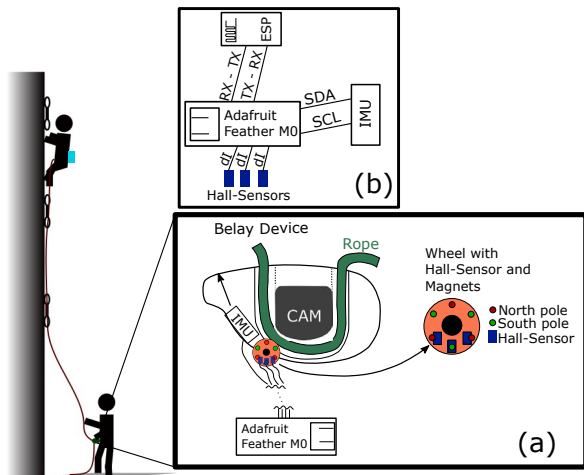 ESP
RX - TX
TX - RX
SDA
SCL
IMU
Adafruit
Feather M0
dI
dI
dI
Hall-Sensors
(b)
Belay Device
Rope
CAM
IMU
Wheel with
Hall-Sensor and
Magnets
North pole
South pole
Hall-Sensor
Adafruit
Feather M0
(a)